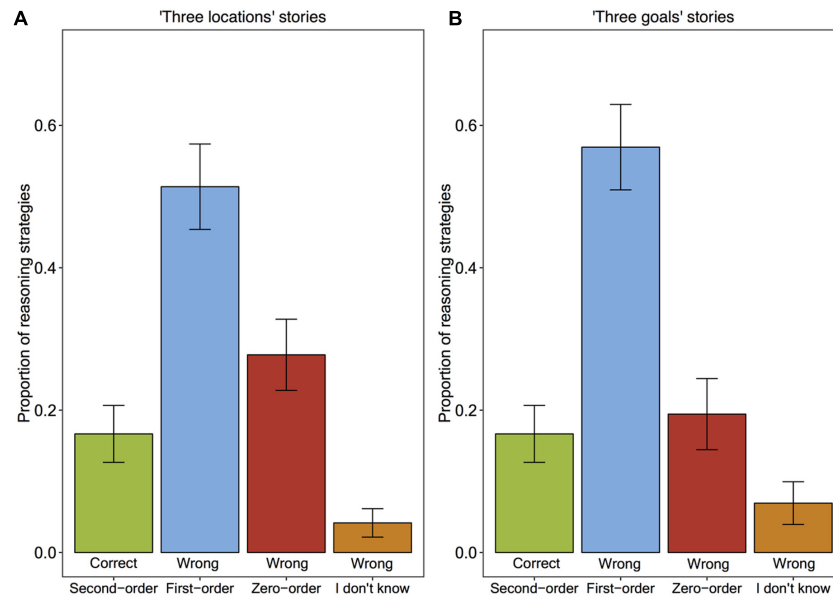 A
'Three locations' stories
Proportion of reasoning strategies
0.6
0.4
0.2
0.0
Correct Wrong Wrong Wrong
Second-order First-order Zero-order I don't know
B
'Three goals' stories
Proportion of reasoning strategies
0.6
0.4
0.2
0.0
Correct Wrong Wrong Wrong
Second-order First-order Zero-order I don't know